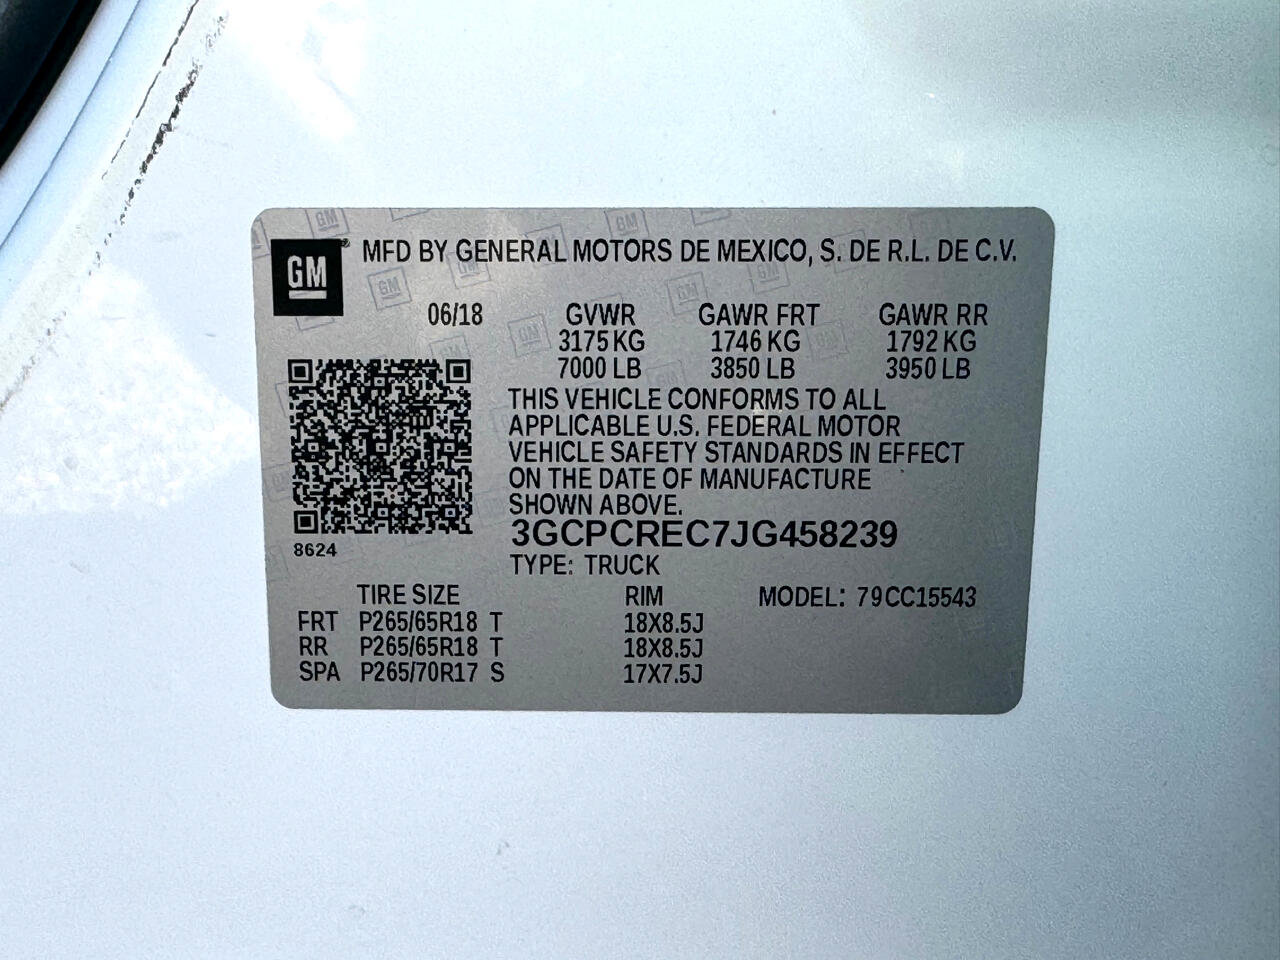 GM® MFD BY GENERAL MOTORS DE MEXICO, S. DE R.L. DE C.V.
06/18 GVWR GAWR FRT GAWR RR
3175 KG 1746 KG 1792 KG
7000 LB 3850 LB 3950 LB
THIS VEHICLE CONFORMS TO ALL
APPLICABLE U.S. FEDERAL MOTOR
VEHICLE SAFETY STANDARDS IN EFFECT
ON THE DATE OF MANUFACTURE
SHOWN ABOVE.
3GCPCREC7JG458239
8624
TYPE: TRUCK
TIRE SIZE RIM MODEL: 79CC15543
FRT P265/65R18 T 18X8.5J
RR P265/65R18 T 18X8.5J
SPA P265/70R17 S 17X7.5J